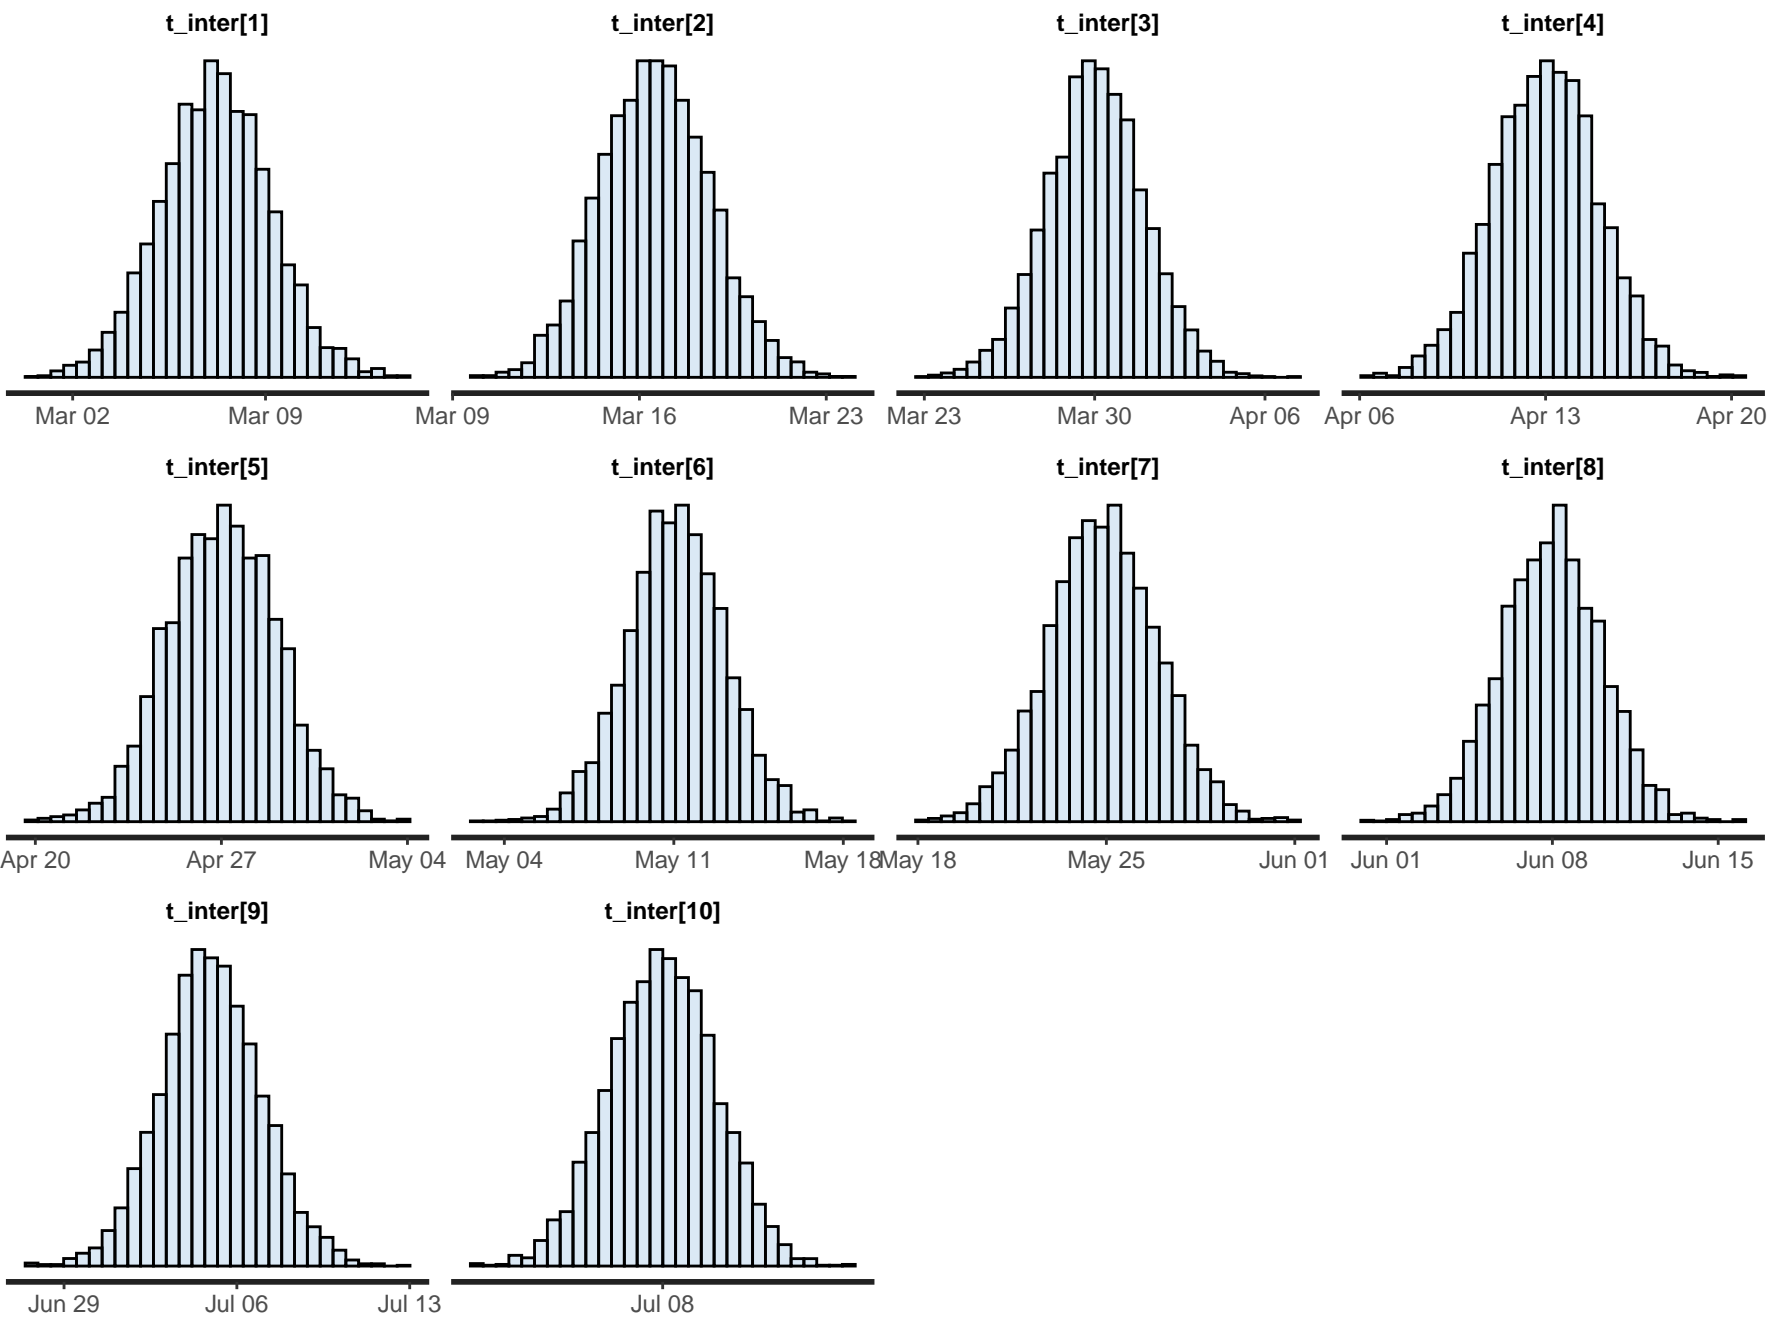 t_inter[1] t_inter[2] t_inter[3] t_inter[4]
Mar 02 Mar 09 Mar 09 Mar 16 Mar 23 Mar 23 Mar 30 Apr 06 Apr 06 Apr 13 Apr 20
t_inter[5] t_inter[6] t_inter[7] t_inter[8]
Apr 20 Apr 27 May 04 May 04 May 11 May 18 May 18 May 25 Jun 01 Jun 01 Jun 08 Jun 15
t_inter[9] t_inter[10]
Jun 29 Jul 06 Jul 13 Jul 08